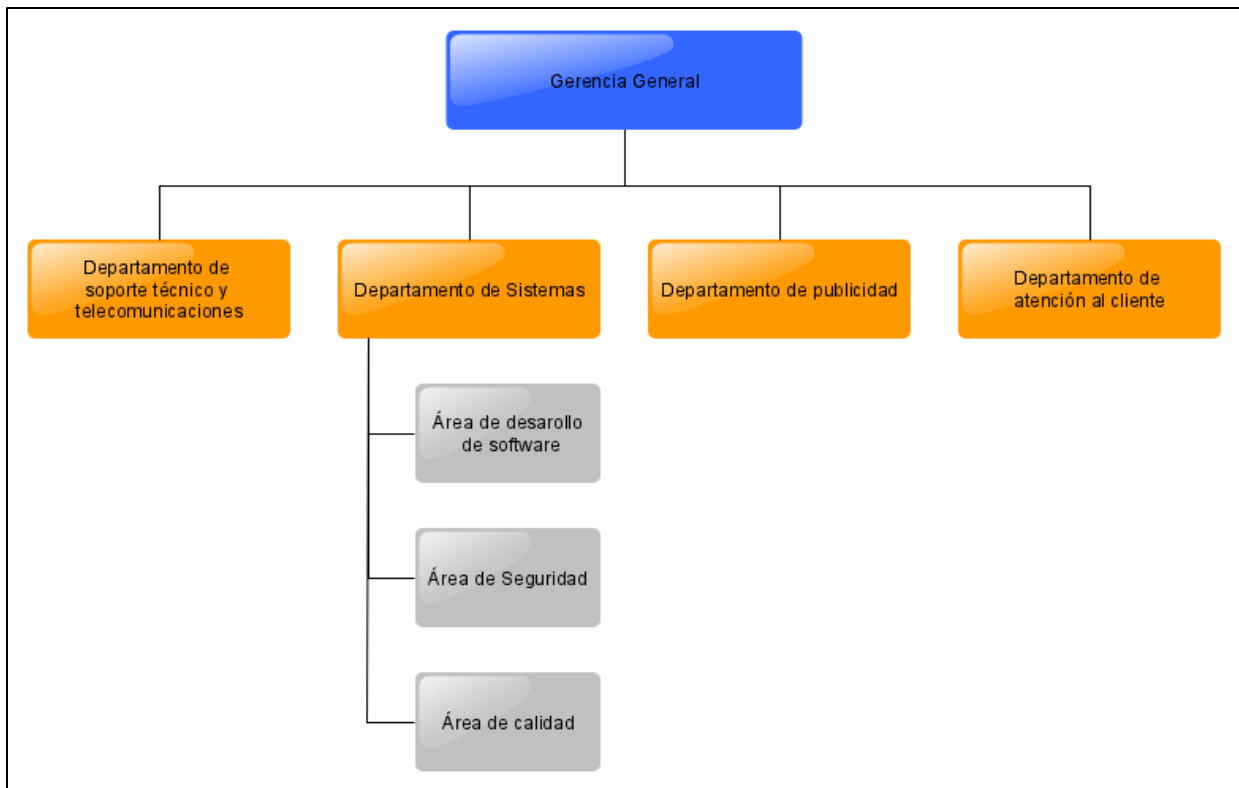 Gerencia General
Departamento de
soporte técnico y
telecomunicaciones
Departamento de Sistemas
Departamento de publicidad
Departamento de
atención al cliente
Área de desarollo
de software
Área de Seguridad
Área de calidad